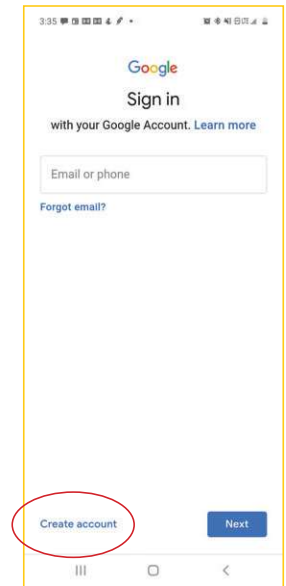 3:35
Google
Sign in
with your Google Account. Learn more
Email or phone
Forgot email?
Create account
Next